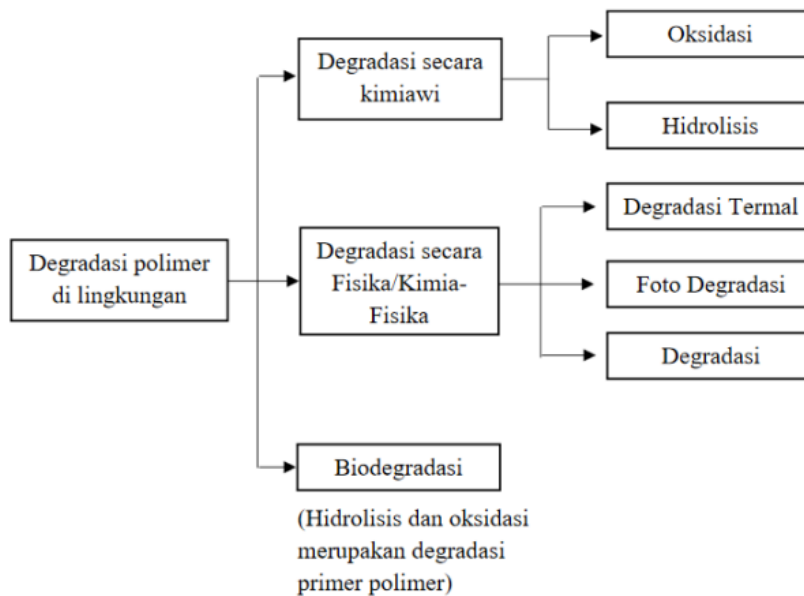 Degradasi polimer
di lingkungan
Degradasi secara
kimiawi
Oksidasi
Hidrolisis
Degradasi secara
Fisika/Kimia-
Fisika
Degradasi Termal
Foto Degradasi
Degradasi
Biodegradasi
(Hidrolisis dan oksidasi
merupakan degradasi
primer polimer)